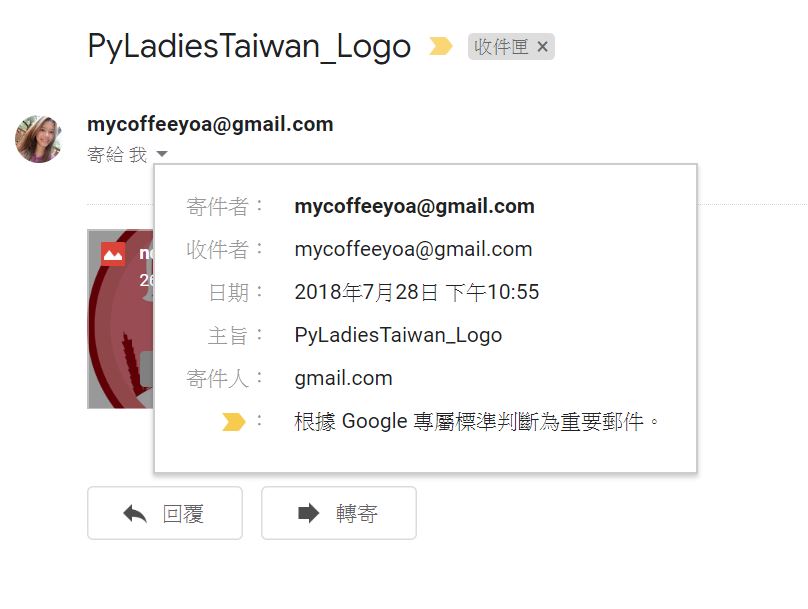 PyLadiesTaiwan_Logo 收件匣 ×
mycoffeeyoa@gmail.com
寄給 我
寄件者： mycoffeeyoa@gmail.com
收件者： mycoffeeyoa@gmail.com
日期： 2018年7月28日 下午10:55
主旨： PyLadiesTaiwan_Logo
寄件人： gmail.com
： 根據 Google 專屬標準判斷為重要郵件。
回覆 轉寄